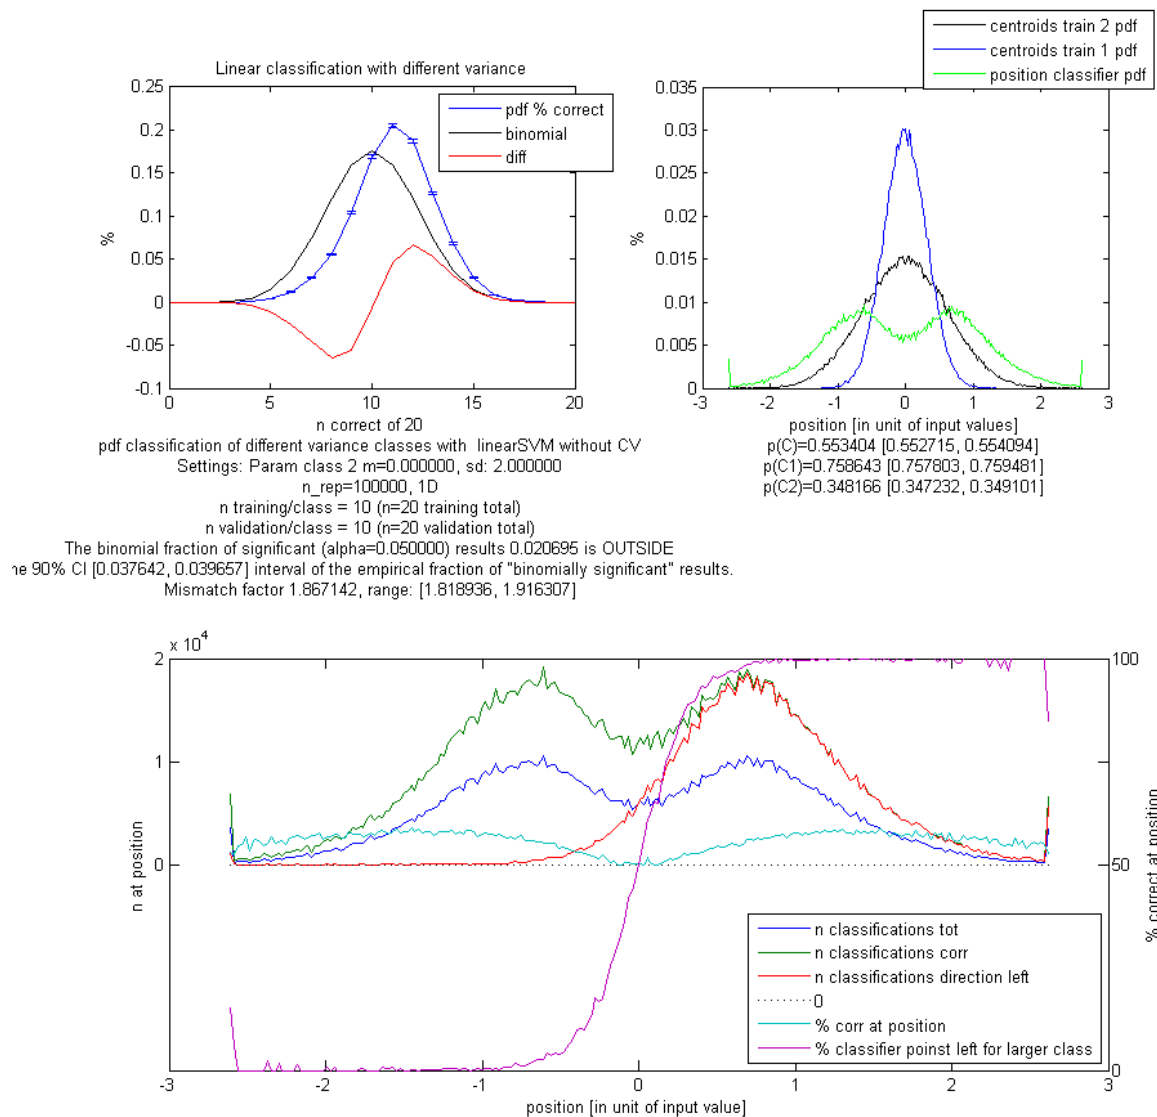 centroids train 2 pdf
centroids train 1 pdf
position classifier pdf
Linear classification with different variance
pdf % correct
binomial
diff
0.25
0.2
0.15
0.1
0.05
0
-0.05
-0.1
%
0 5 10 15 20
n correct of 20
0.035
0.03
0.025
0.02
0.015
0.01
0.005
0
%
-3 -2 -1 0 1 2 3
position [in unit of input values]
p(C)=0.553404 [0.552715, 0.554094]
p(C1)=0.758643 [0.757803, 0.759481]
p(C2)=0.348166 [0.347232, 0.349101]
pdf classification of different variance classes with linearSVM without CV
Settings: Param class 2 m=0.000000, sd: 2.000000
n_rep=100000, 1D
n training/class = 10 (n=20 training total)
n validation/class = 10 (n=20 validation total)
The binomial fraction of significant (alpha=0.050000) results 0.020695 is OUTSIDE
ne 90% CI [0.037642, 0.039657] interval of the empirical fraction of "binomially significant" results.
Mismatch factor 1.867142, range: [1.818936, 1.916307]
x 10^4
2
1
0
n at position
100
50
0
% correct at position
n classifications tot
n classifications corr
n classifications direction left
0
% corr at position
% classifier poinst left for larger class
-3 -2 -1 0 1 2 3
position [in unit of input value]